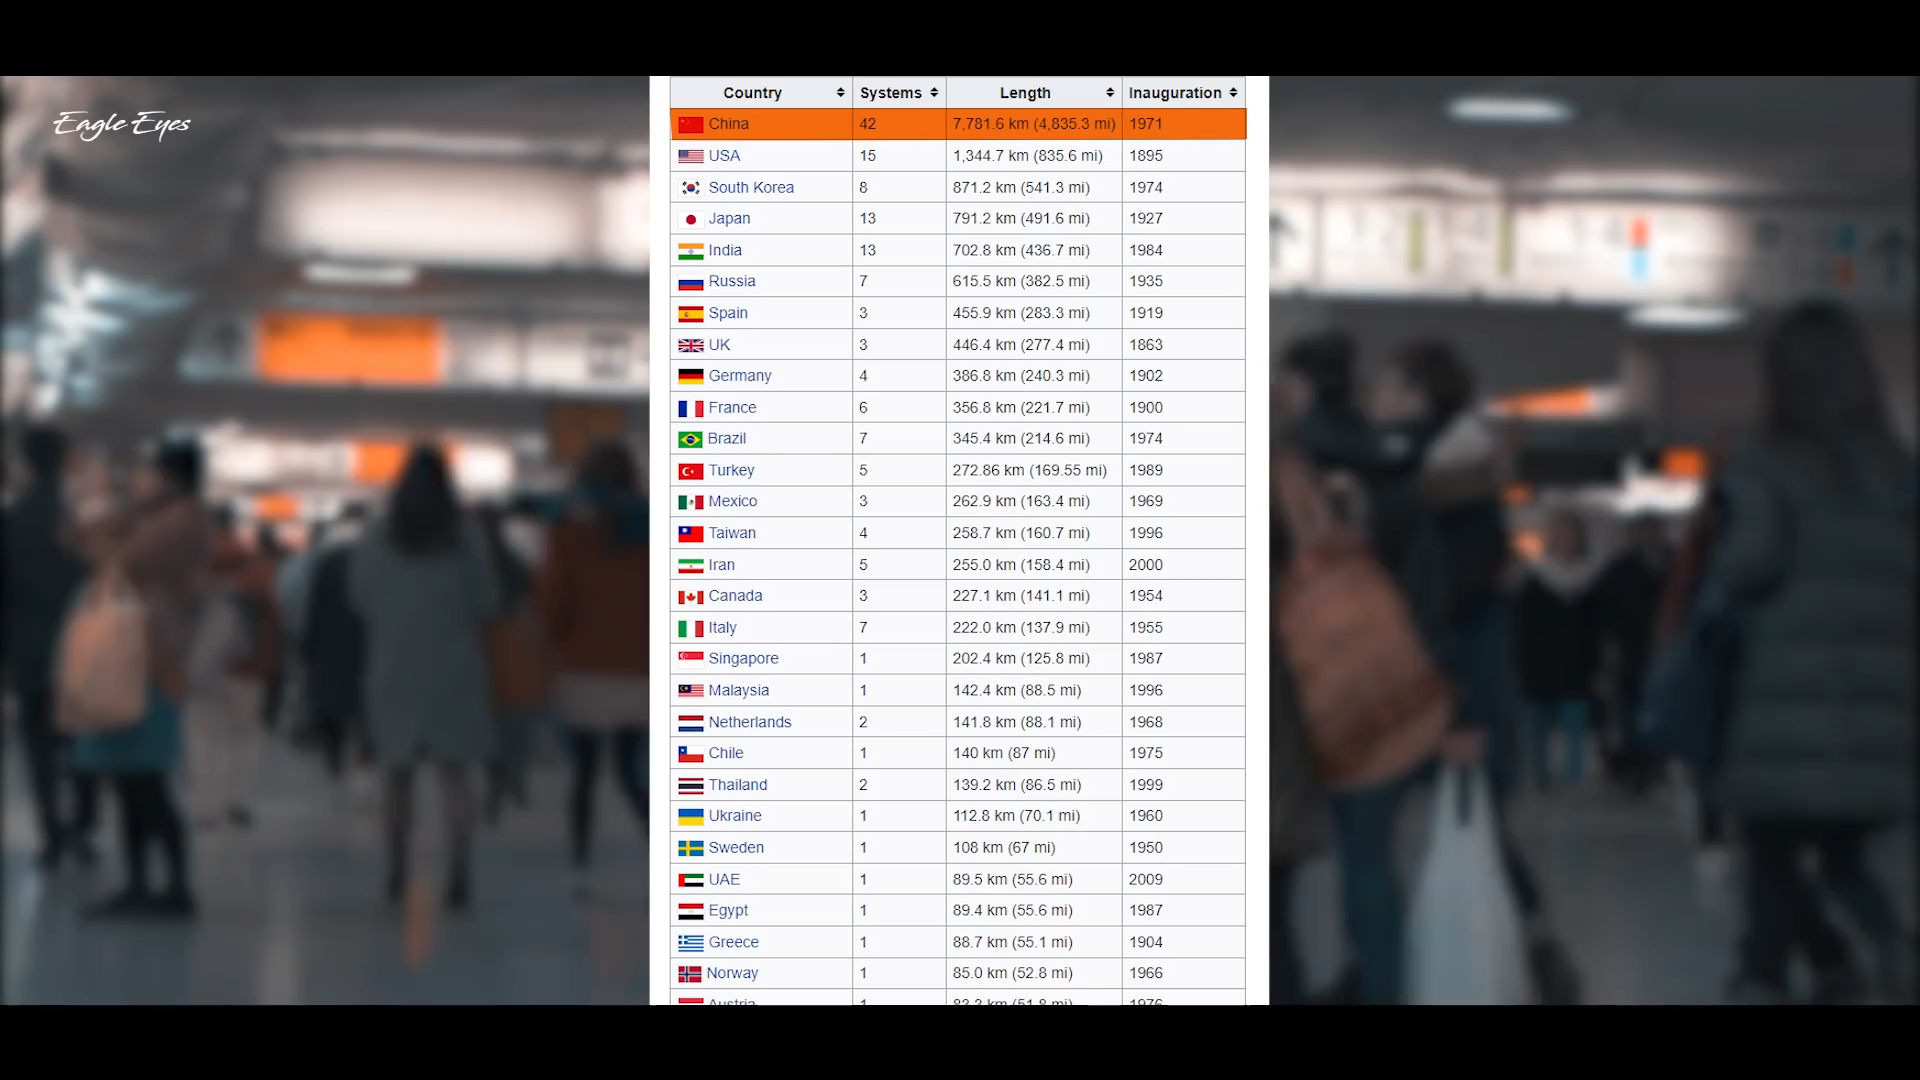 Eagle Eyes
Country Systems Length Inauguration
China 42 7,781.6 km (4,835.3 mi) 1971
USA 15 1,344.7 km (835.6 mi) 1895
South Korea 8 871.2 km (541.3 mi) 1974
Japan 13 791.2 km (491.6 mi) 1927
India 13 702.8 km (436.7 mi) 1984
Russia 7 615.5 km (382.5 mi) 1935
Spain 3 455.9 km (283.3 mi) 1919
UK 3 446.4 km (277.4 mi) 1863
Germany 4 386.8 km (240.3 mi) 1902
France 6 356.8 km (221.7 mi) 1900
Brazil 7 345.4 km (214.6 mi) 1974
Turkey 5 272.86 km (169.55 mi) 1989
Mexico 3 262.9 km (163.4 mi) 1969
Taiwan 4 258.7 km (160.7 mi) 1996
Iran 5 255.0 km (158.4 mi) 2000
Canada 3 227.1 km (141.1 mi) 1954
Italy 7 222.0 km (137.9 mi) 1955
Singapore 1 202.4 km (125.8 mi) 1987
Malaysia 1 142.4 km (88.5 mi) 1996
Netherlands 2 141.8 km (88.1 mi) 1968
Chile 1 140 km (87 mi) 1975
Thailand 2 139.2 km (86.5 mi) 1999
Ukraine 1 112.8 km (70.1 mi) 1960
Sweden 1 108 km (67 mi) 1950
UAE 1 89.5 km (55.6 mi) 2009
Egypt 1 89.4 km (55.6 mi) 1987
Greece 1 88.7 km (55.1 mi) 1904
Norway 1 85.0 km (52.8 mi) 1966
Austria 1 83.3 km (51.8 mi) 1976